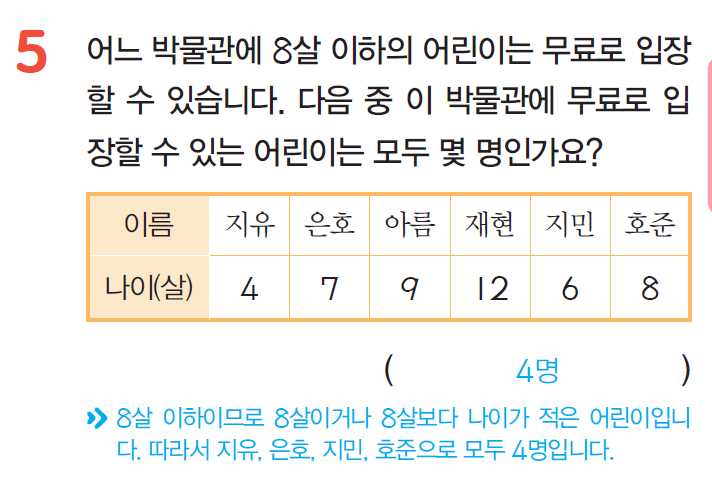 5
어느 박물관에 8살 이하의 어린이는 무료로 입장
할 수 있습니다. 다음 중 이 박물관에 무료로 입
장할 수 있는 어린이는 모두 몇 명인가요?
이름 지유 은호 아름 재현 지민 호준
나이(살) 4 7 9 12 6 8
( 4명 )
8살 이하이므로 8살이거나 8살보다 나이가 적은 어린이입니
다. 따라서 지유, 은호, 지민, 호준으로 모두 4명입니다.